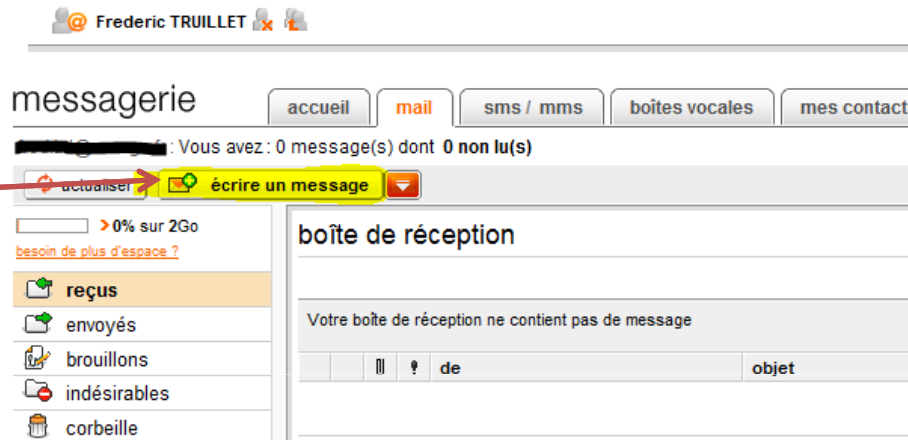 Frederic TRUILLET
messagerie
accueil mail sms / mms boîtes vocales mes contact
: Vous avez : 0 message(s) dont 0 non lu(s)
actualiser écrire un message
0% sur 2Go
besoin de plus d'espace ?
boîte de réception
reçus
envoyés
Votre boîte de réception ne contient pas de message
brouillons
de objet
indésirables
corbeille